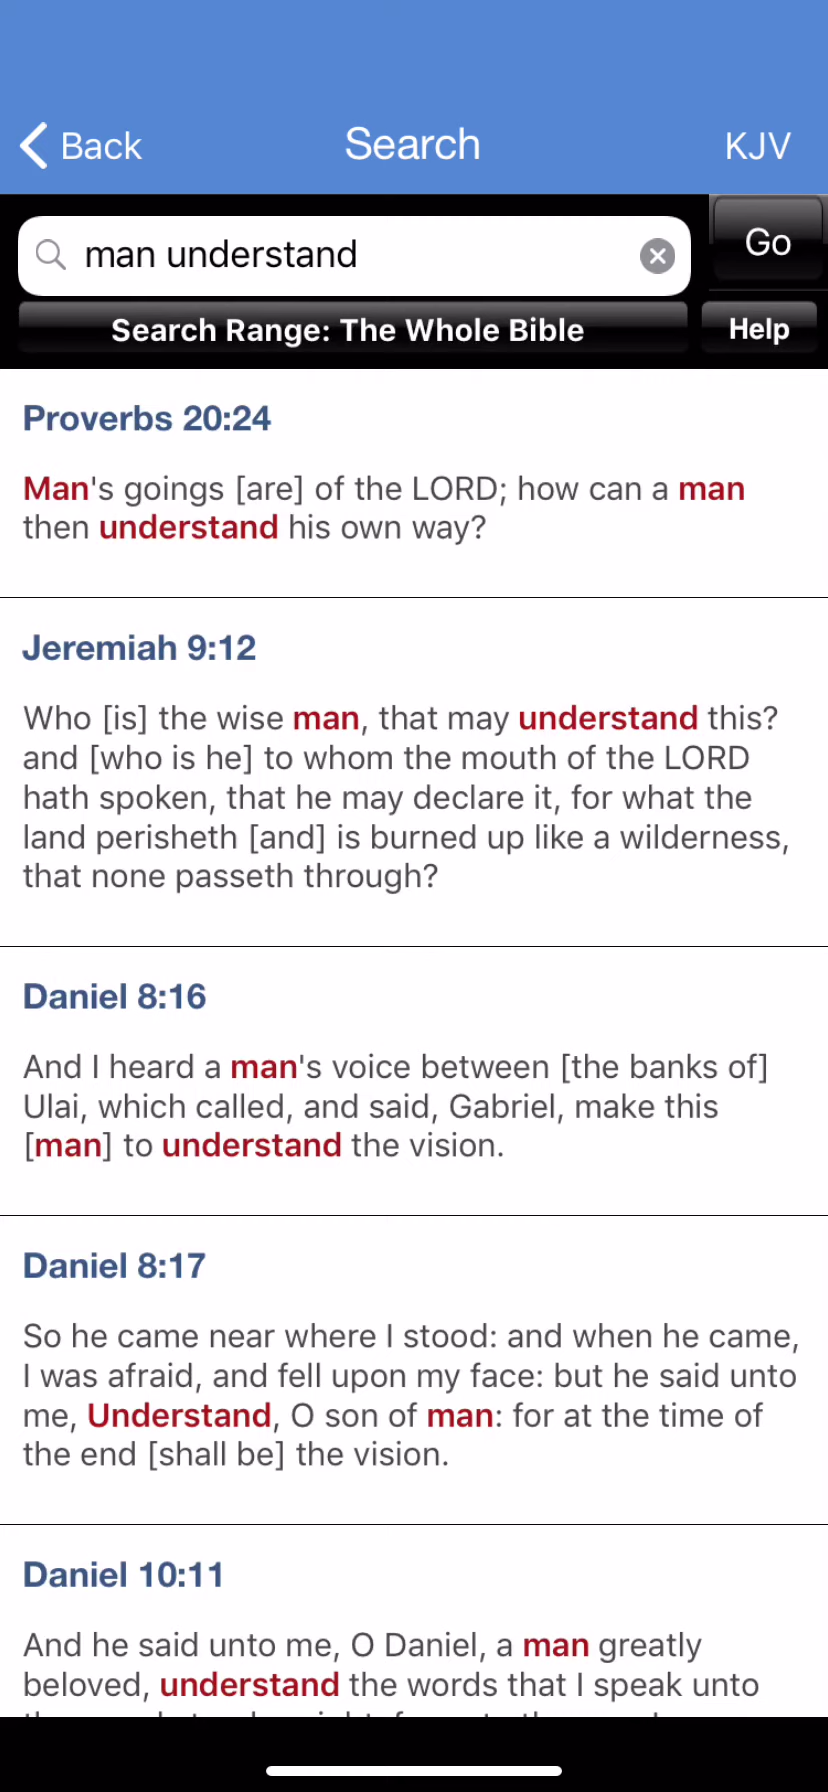 Back Search KJV
man understand Go
Search Range: The Whole Bible Help
Proverbs 20:24
Man's goings [are] of the LORD; how can a man
then understand his own way?
Jeremiah 9:12
Who [is] the wise man, that may understand this?
and [who is he] to whom the mouth of the LORD
hath spoken, that he may declare it, for what the
land perisheth [and] is burned up like a wilderness,
that none passeth through?
Daniel 8:16
And I heard a man's voice between [the banks of]
Ulai, which called, and said, Gabriel, make this
[man] to understand the vision.
Daniel 8:17
So he came near where I stood: and when he came,
I was afraid, and fell upon my face: but he said unto
me, Understand, O son of man: for at the time of
the end [shall be] the vision.
Daniel 10:11
And he said unto me, O Daniel, a man greatly
beloved, understand the words that I speak unto